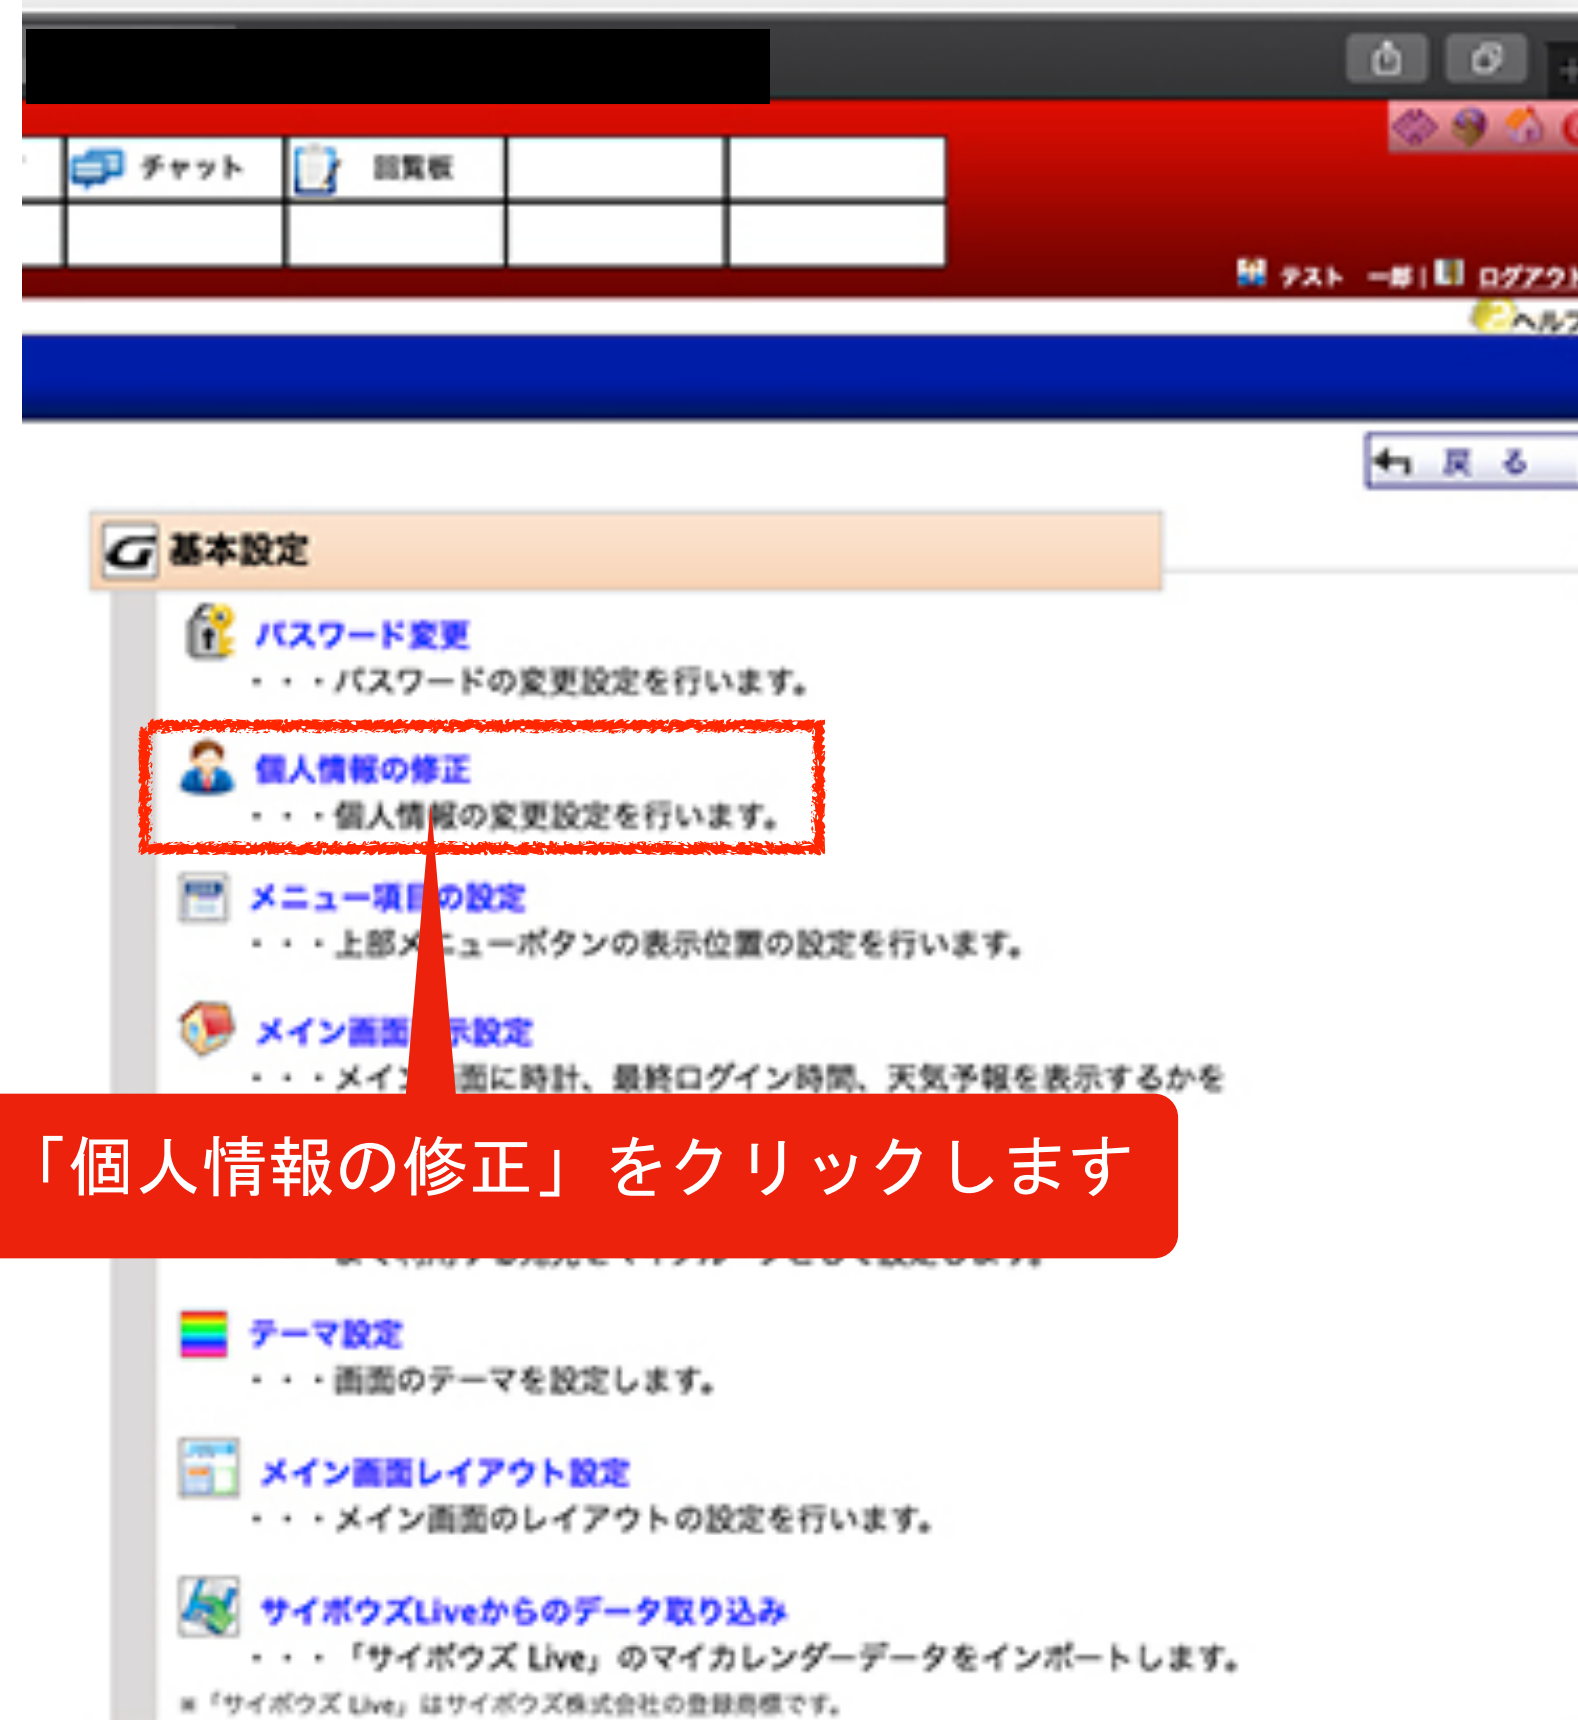 チャット 回覧板
テスト 一郎 | ログアウト
ヘルプ
戻る
G 基本設定
パスワード変更
・・・パスワードの変更設定を行います。
個人情報の修正
・・・個人情報の変更設定を行います。
メニュー項目の設定
・・・上部メニューボタンの表示位置の設定を行います。
メイン画面表示設定
・・・メイン画面に時計、最終ログイン時間、天気予報を表示するかを
「個人情報の修正」をクリックします
テーマ設定
・・・画面のテーマを設定します。
メイン画面レイアウト設定
・・・メイン画面のレイアウトの設定を行います。
サイボウズLiveからのデータ取り込み
・・・「サイボウズ Live」のマイカレンダーデータをインポートします。
※「サイボウズ Live」はサイボウズ株式会社の登録商標です。